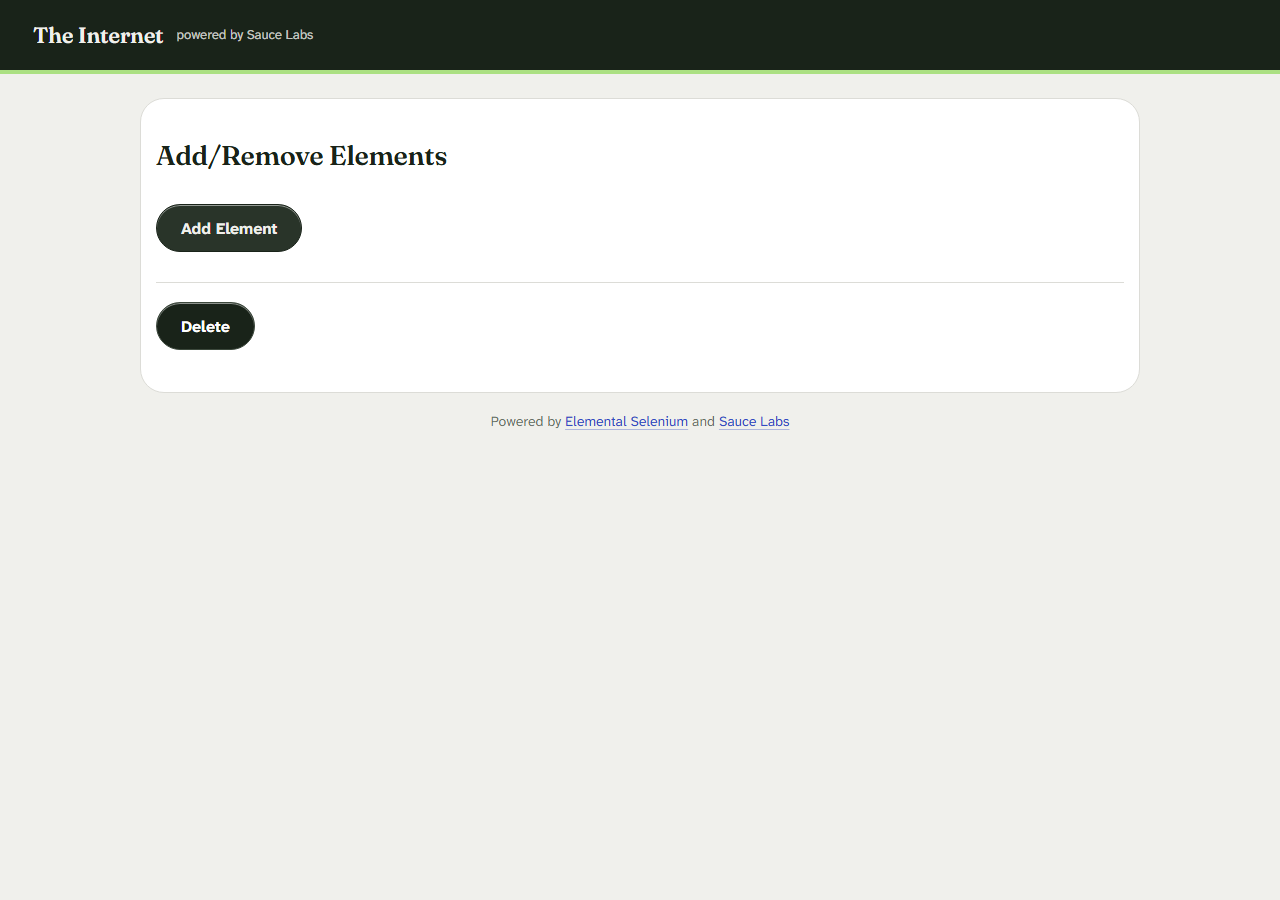 The Internet powered by Sauce Labs
Add/Remove Elements
Add Element
Delete
Powered by Elemental Selenium and Sauce Labs